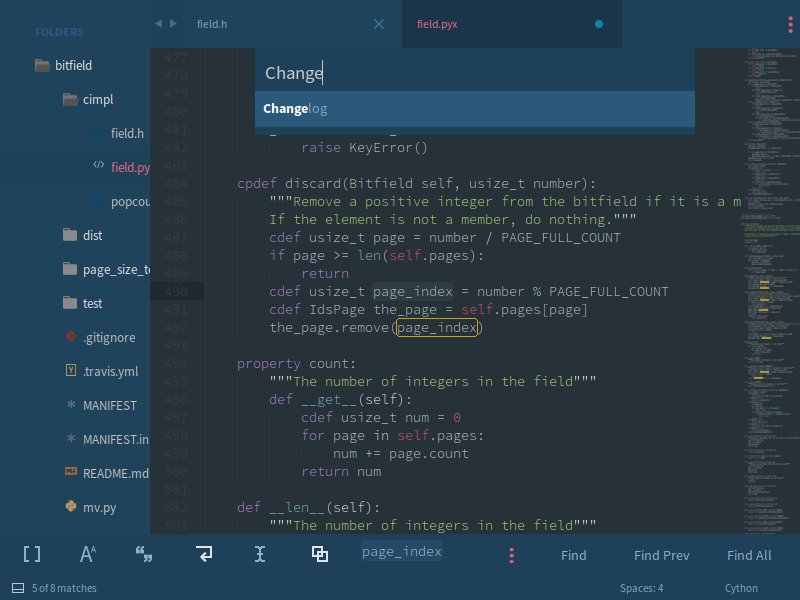 FOLDERS
bitfield
cimpl
field.h
field.py
popcou
dist
page_size_to
test
.gitignore
.travis.yml
MANIFEST
MANIFEST.in
README.md
mv.py
field.h
field.pyx
Change
Changelog
477
478
479
480
481
482 raise KeyError()
483
484 cpdef discard(Bitfield self, usize_t number):
485 """Remove a positive integer from the bitfield if it is a m
486 If the element is not a member, do nothing."""
487 cdef usize_t page = number / PAGE_FULL_COUNT
488 if page >= len(self.pages):
489 return
490 cdef usize_t page_index = number % PAGE_FULL_COUNT
491 cdef IdsPage the_page = self.pages[page]
492 the_page.remove(page_index)
493
494 property count:
495 """The number of integers in the field"""
496 def __get__(self):
497 cdef usize_t num = 0
498 for page in self.pages:
499 num += page.count
500 return num
501
502 def __len__(self):
503 """The number of integers in the field"""
page_index
Find
Find Prev
Find All
5 of 8 matches
Spaces: 4
Cython